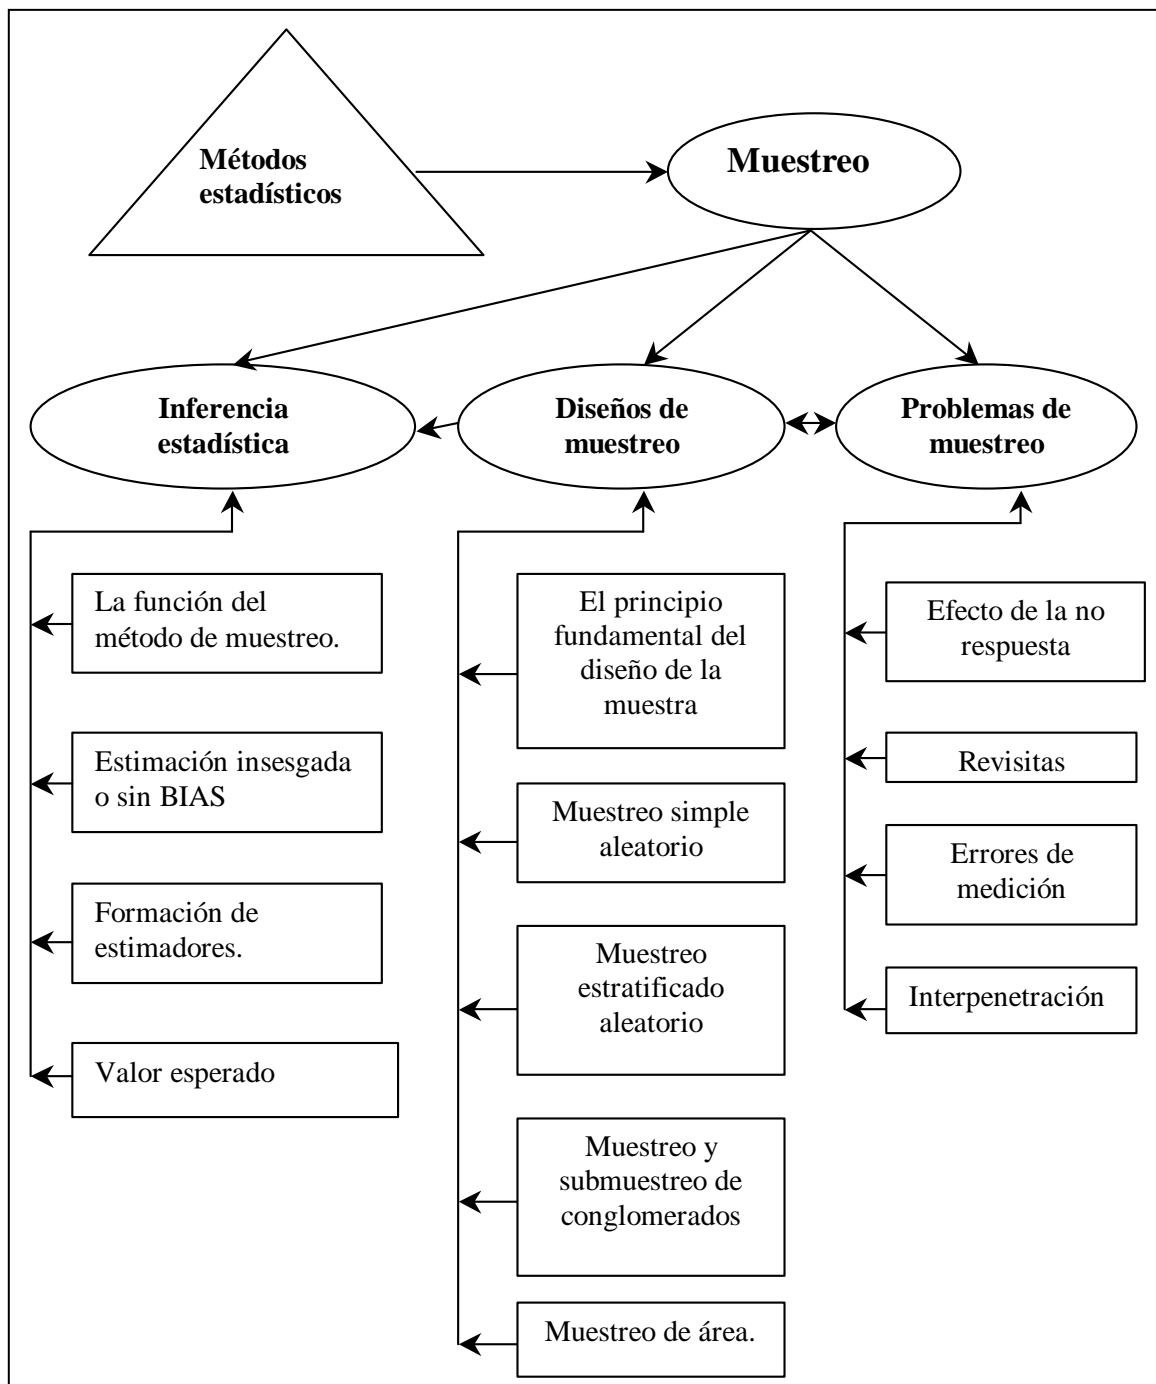 Métodos
estadísticos
Muestreo
Inferencia
estadística
Diseños de
muestreo
Problemas de
muestreo
La función del
método de muestreo.
Estimación insesgada
o sin BIAS
Formación de
estimadores.
Valor esperado
El principio
fundamental del
diseño de la
muestra
Muestreo simple
aleatorio
Muestreo
estratificado
aleatorio
Muestreo y
submuestreo de
conglomerados
Muestreo de área.
Efecto de la no
respuesta
Revisitas
Errores de
medición
Interpenetración